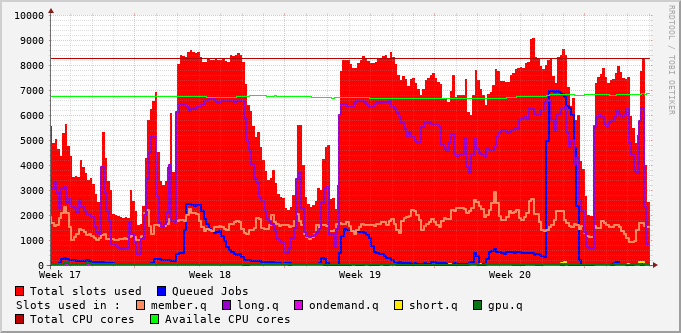 10000
9000
8000
7000
6000
5000
4000
3000
2000
1000
0
Week 17 Week 18 Week 19 Week 20
Total slots used Queued Jobs
Slots used in : member.q long.q ondemand.q short.q gpu.q
Total CPU cores Availale CPU cores
RRDTOOL / TOBI OETIKER